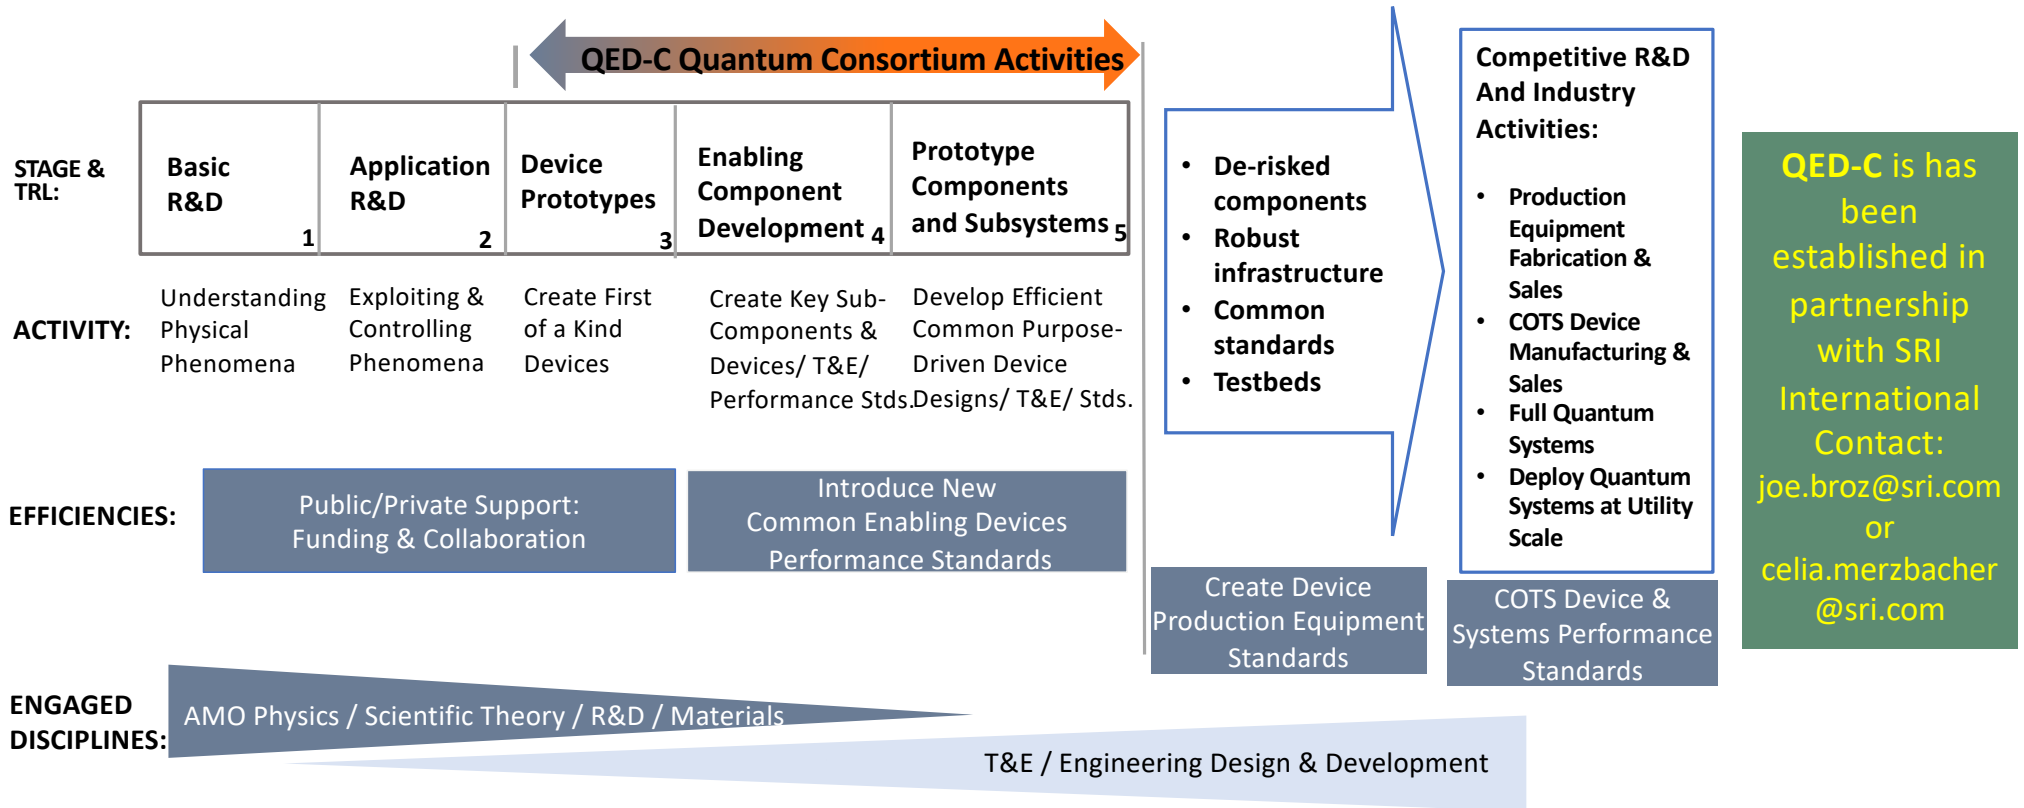 QED-C Quantum Consortium Activities
STAGE &
TRL:
Basic
R&D
1
Application
R&D
2
Device
Prototypes
3
Enabling
Component
Development
4
Prototype
Components
and Subsystems
5
ACTIVITY:
Understanding
Physical
Phenomena
Exploiting &
Controlling
Phenomena
Create First
of a Kind
Devices
Create Key Sub-
Components &
Devices/ T&E/
Performance Stds.
Develop Efficient
Common Purpose-
Driven Device
Designs/ T&E/ Stds.
EFFICIENCIES:
Public/Private Support:
Funding & Collaboration
Introduce New
Common Enabling Devices
Performance Standards
ENGAGED
DISCIPLINES:
AMO Physics / Scientific Theory / R&D / Materials
T&E / Engineering Design & Development
• De-risked
components
• Robust
infrastructure
• Common
standards
• Testbeds
Create Device
Production Equipment
Standards
Competitive R&D
And Industry
Activities:
• Production
Equipment
Fabrication &
Sales
• COTS Device
Manufacturing &
Sales
• Full Quantum
Systems
• Deploy Quantum
Systems at Utility
Scale
COTS Device &
Systems Performance
Standards
QED-C is has
been
established in
partnership
with SRI
International
Contact:
joe.broz@sri.com
or
celia.merzbacher
@sri.com